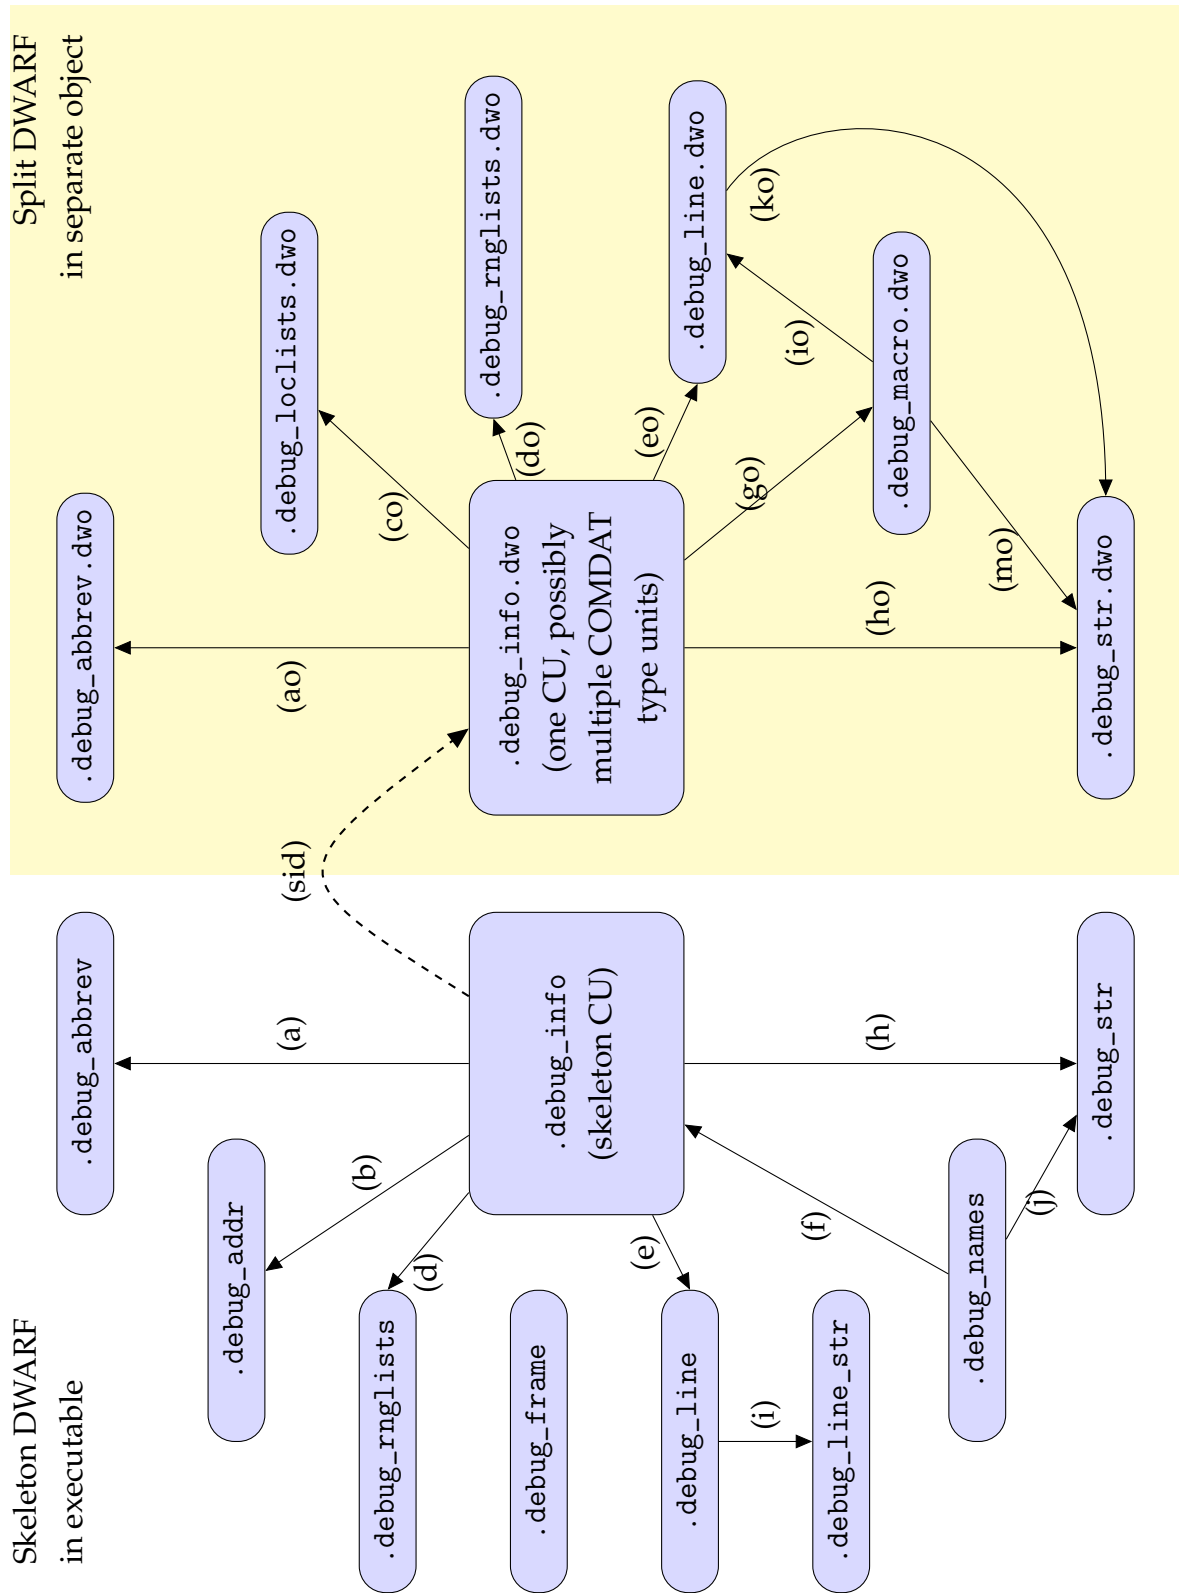 Skeleton DWARF
in executable
Split DWARF
in separate object
.debug_abbrev
.debug_abbrev.dwo
(a)
(ao)
.debug_addr
(b)
(sid)
.debug_loclists.dwo
(co)
.debug_rnglists
(d)
.debug_rnglists.dwo
(do)
.debug_frame
.debug_info
(skeleton CU)
.debug_info.dwo
(one CU, possibly
multiple COMDAT
type units)
.debug_line
(e)
(eo)
.debug_line.dwo
(ko)
(i)
(go)
(io)
.debug_line_str
(f)
(h)
(ho)
.debug_macro.dwo
.debug_names
(j)
(mo)
.debug_str
.debug_str.dwo